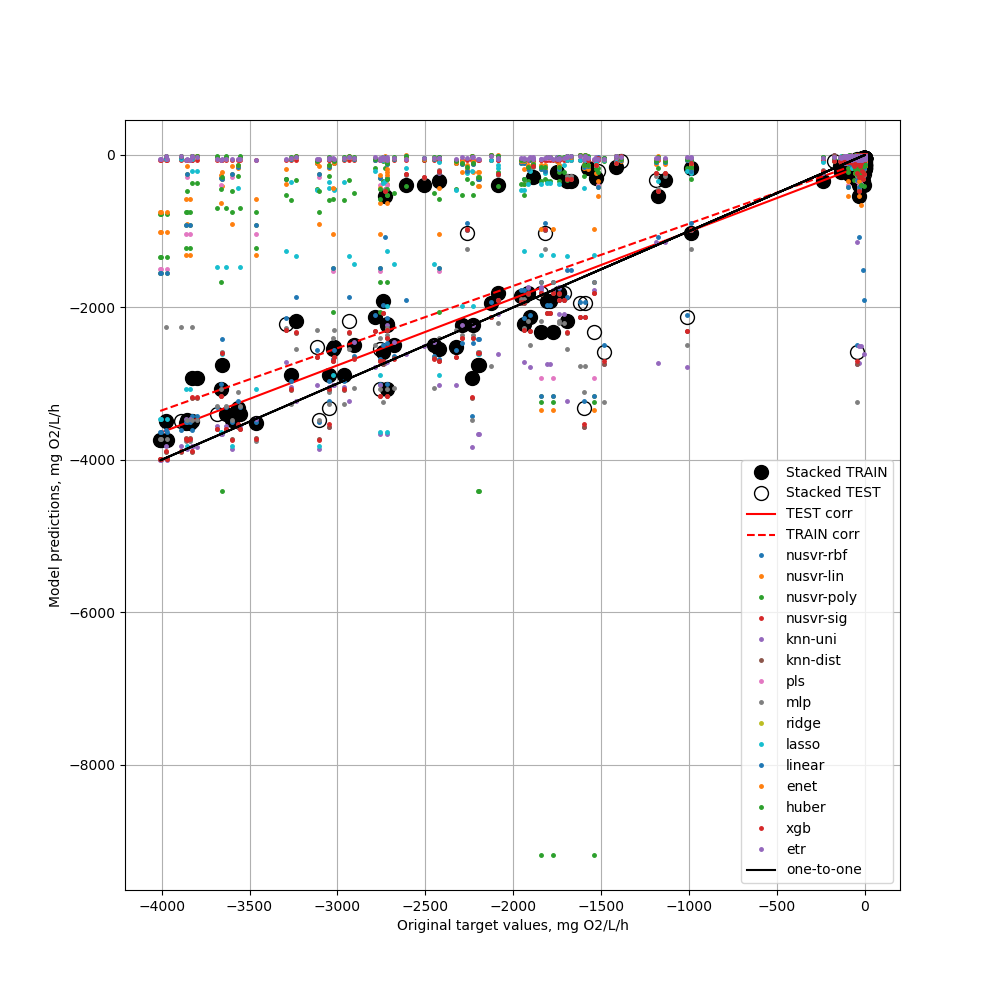 0
−2000
−4000
−6000
−8000
Model predictions, mg O2/L/h
−4000 −3500 −3000 −2500 −2000 −1500 −1000 −500 0
Original target values, mg O2/L/h
Stacked TRAIN
Stacked TEST
TEST corr
TRAIN corr
nusvr-rbf
nusvr-lin
nusvr-poly
nusvr-sig
knn-uni
knn-dist
pls
mlp
ridge
lasso
linear
enet
huber
xgb
etr
one-to-one